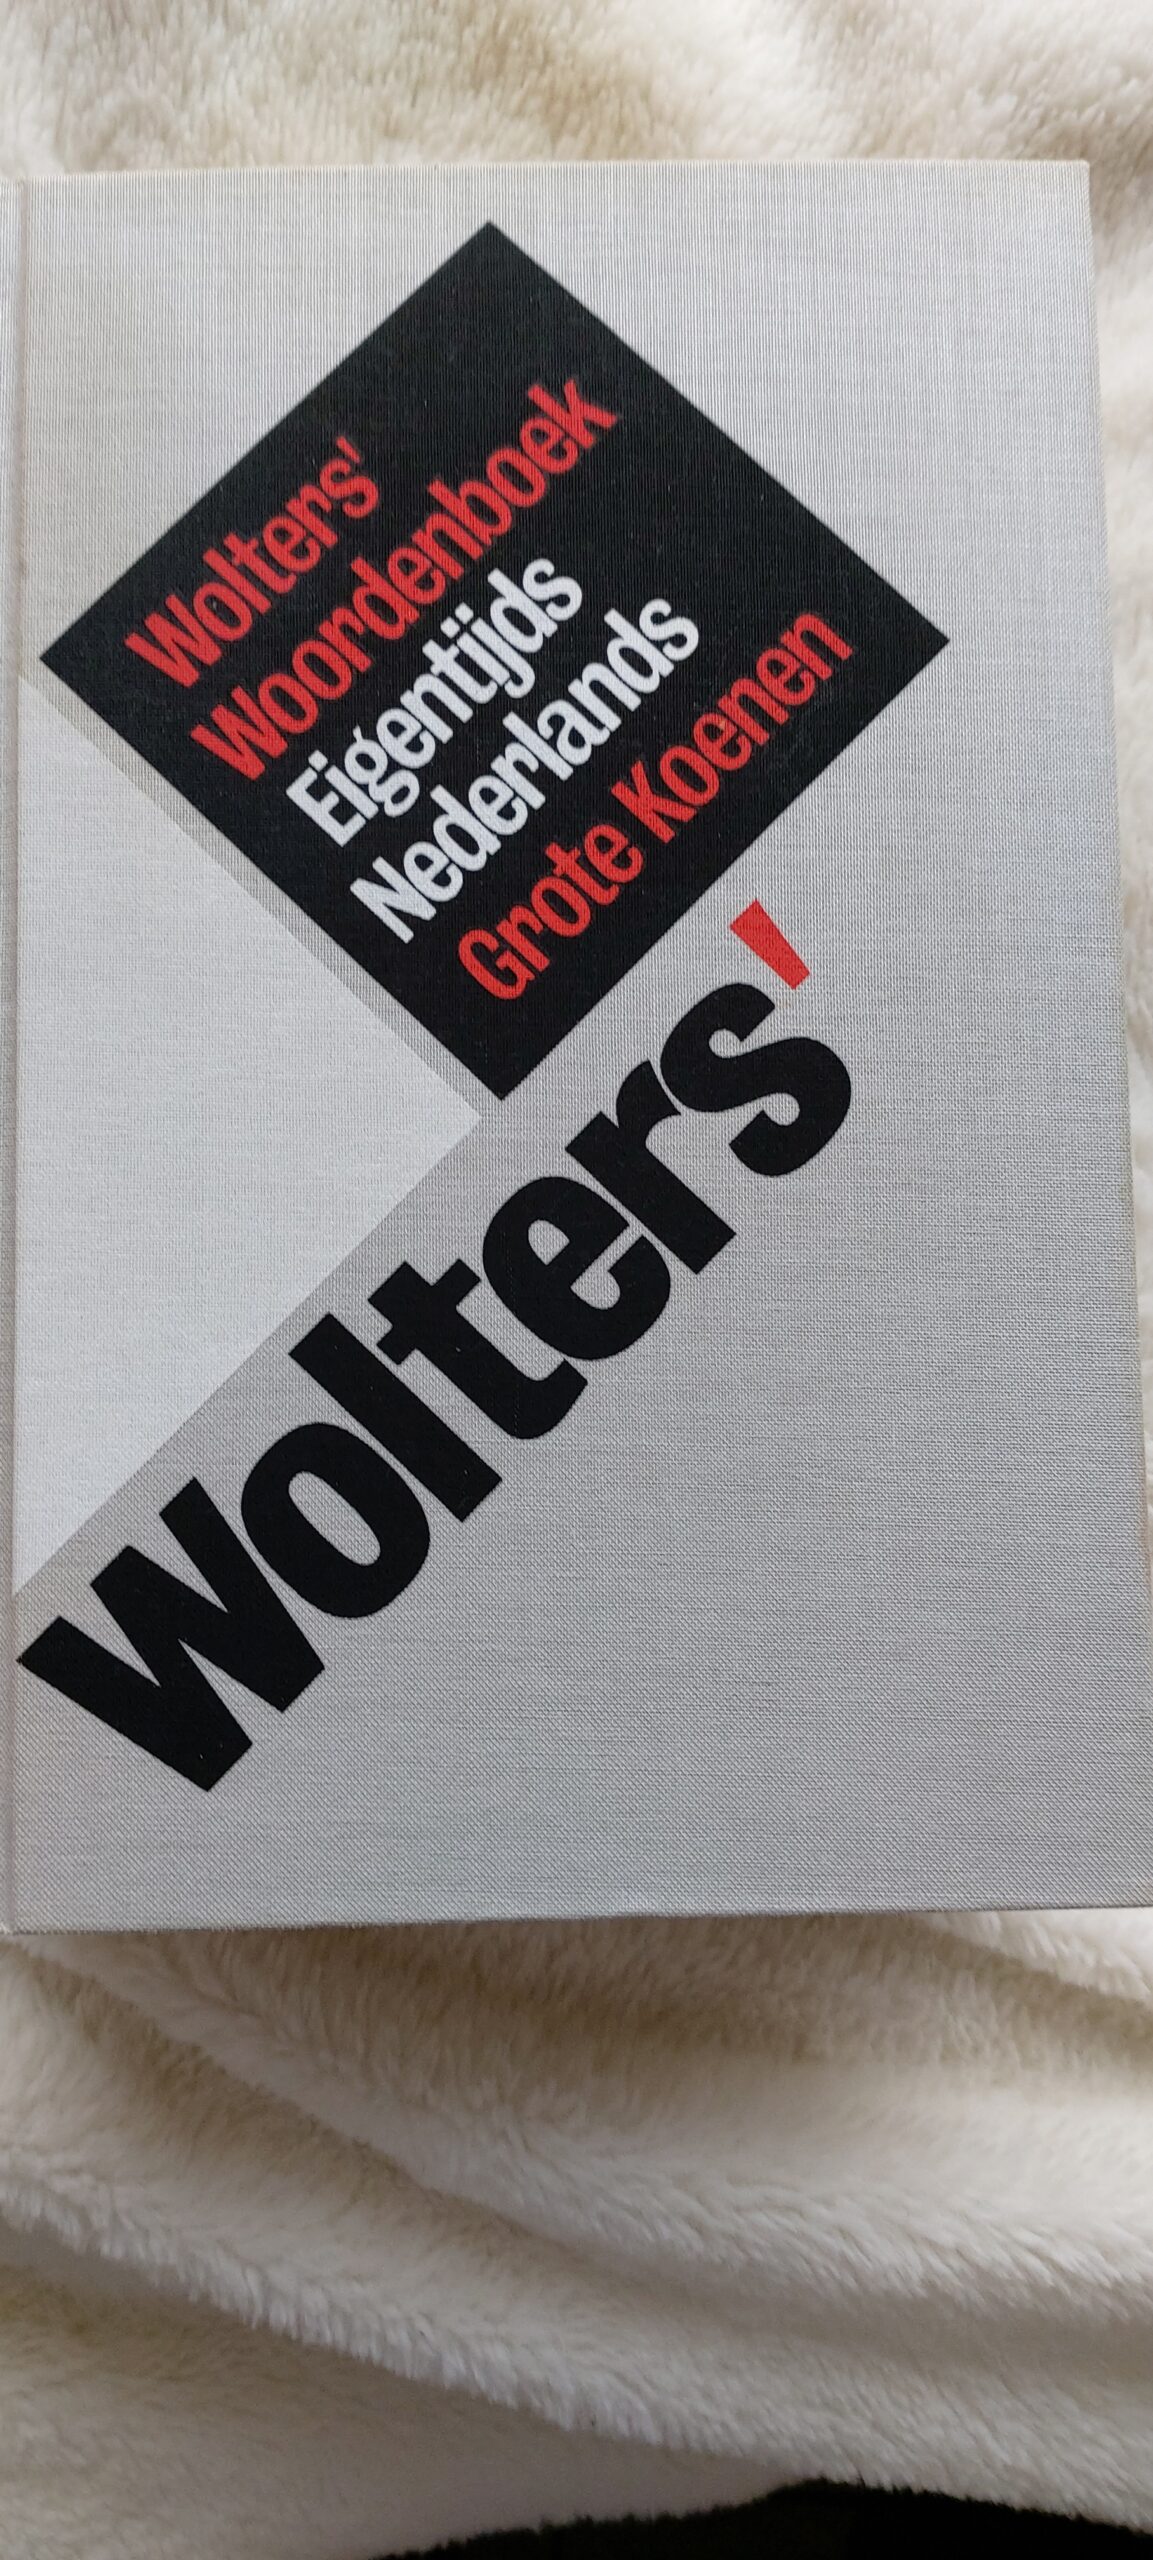 Wolters'
Woordenboek
Eigentijds
Nederlands
Grote Koenen
Wolters'